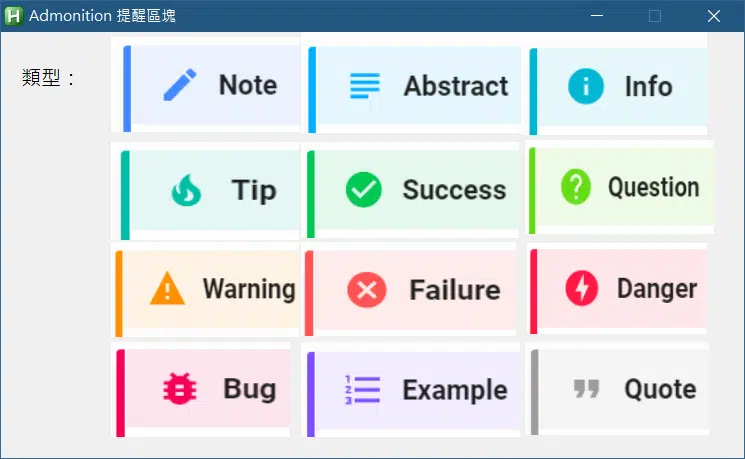 Admonition 提醒區塊
類型：
Note
Abstract
Info
Tip
Success
Question
Warning
Failure
Danger
Bug
Example
Quote